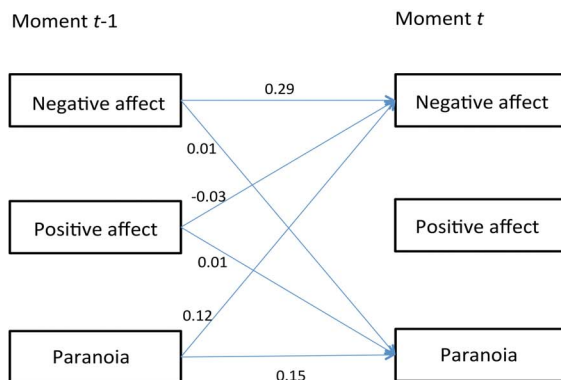 Moment t-1
Moment t
Negative affect
0.29
Negative affect
0.01
-0.03
Positive affect
Positive affect
0.01
0.12
Paranoia
Paranoia
0.15